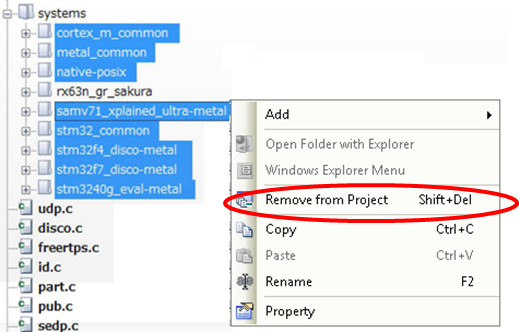 systems
cortex_m_common
metal_common
native-posix
rx63n_gr_sakura
samv71_xplained_ultra-metal
stm32_common
stm32f4_disco-metal
stm32f7_disco-metal
stm3240g_eval-metal
udp.c
disco.c
freertps.c
id.c
part.c
pub.c
sedp.c
Add
Open Folder with Explorer
Windows Explorer Menu
Remove from Project Shift+Del
Copy Ctrl+C
Paste Ctrl+V
Rename F2
Property